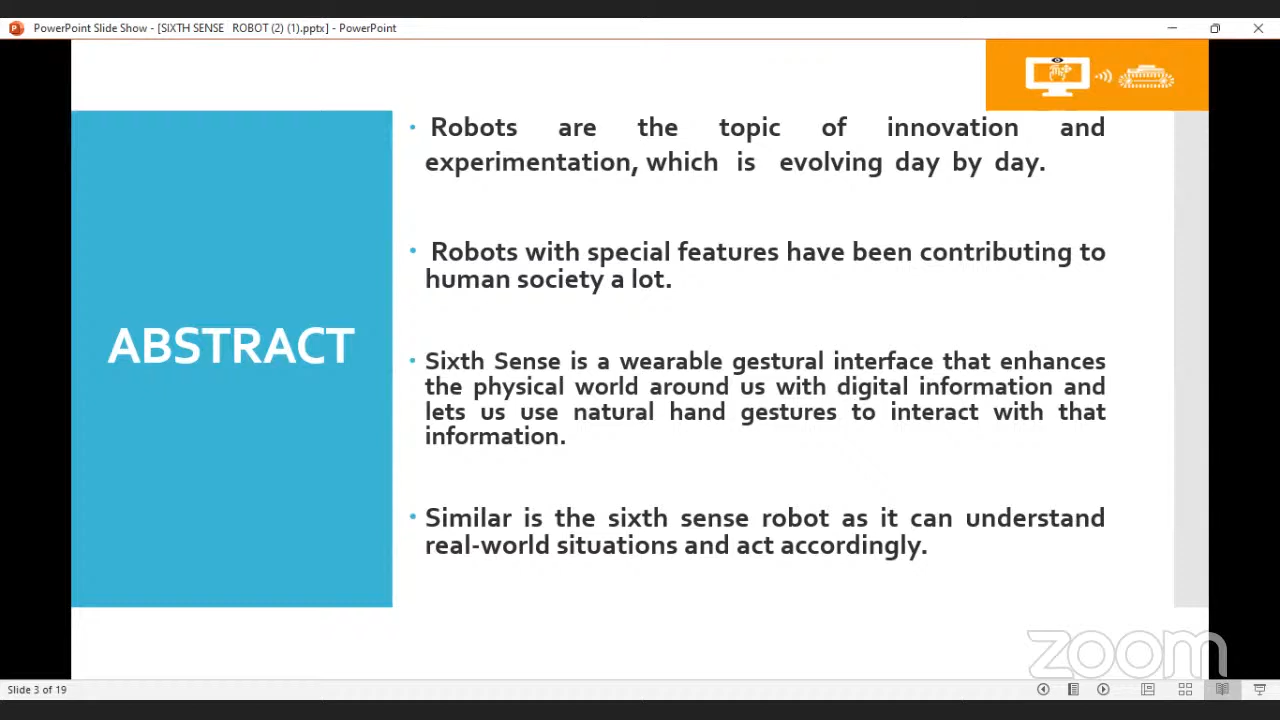 PowerPoint Slide Show - [SIXTH SENSE ROBOT (2) (1).pptx] - PowerPoint
ABSTRACT
• Robots are the topic of innovation and
experimentation, which is evolving day by day.
• Robots with special features have been contributing to
human society a lot.
• Sixth Sense is a wearable gestural interface that enhances
the physical world around us with digital information and
lets us use natural hand gestures to interact with that
information.
• Similar is the sixth sense robot as it can understand
real-world situations and act accordingly.
zoom
Slide 3 of 19